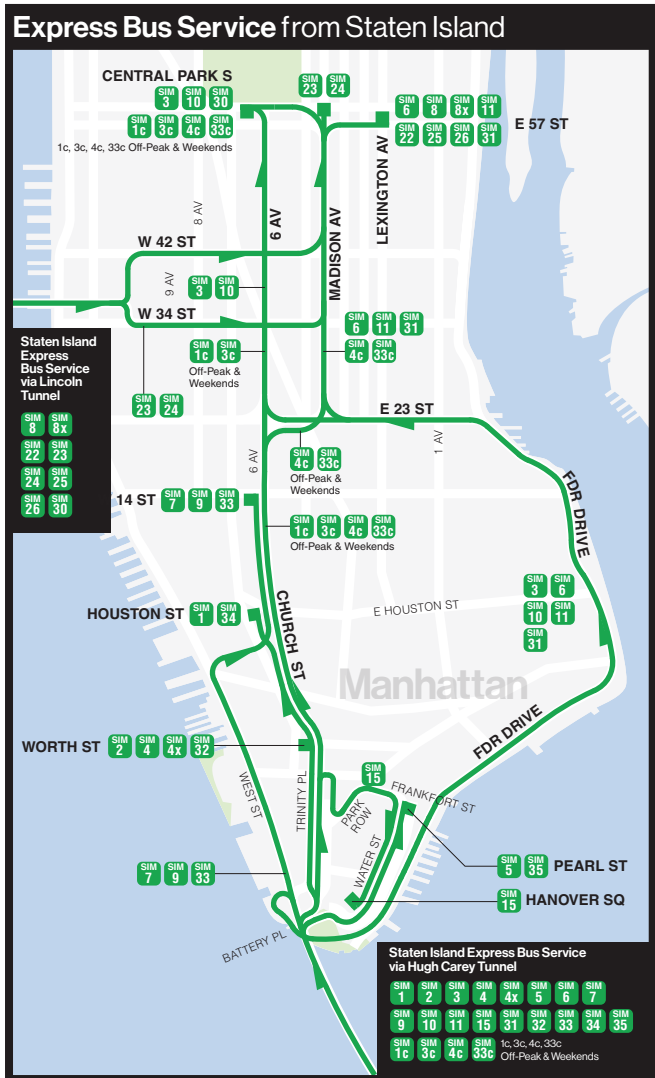 Express Bus Service from Staten Island
CENTRAL PARK S
SIM 3 SIM 10 SIM 30
SIM 1c SIM 3c SIM 4c SIM 33c
1c, 3c, 4c, 33c Off-Peak & Weekends
SIM 23 SIM 24
SIM 6 SIM 8 SIM 8x SIM 11
SIM 22 SIM 25 SIM 26 SIM 31
E 57 ST
LEXINGTON AV
8 AV
6 AV
MADISON AV
W 42 ST
9 AV
SIM 3 SIM 10
W 34 ST
SIM 6 SIM 11 SIM 31
SIM 4c SIM 33c
SIM 1c SIM 3c
Off-Peak &
Weekends
Staten Island
Express
Bus Service
via Lincoln
Tunnel
SIM 8 SIM 8x
SIM 22 SIM 23
SIM 24 SIM 25
SIM 26 SIM 30
SIM 23 SIM 24
E 23 ST
1 AV
6 AV
SIM 4c SIM 33c
Off-Peak &
Weekends
14 ST
SIM 7 SIM 9 SIM 33
SIM 1c SIM 3c SIM 4c SIM 33c
Off-Peak & Weekends
FDR DRIVE
SIM 3 SIM 6
SIM 10 SIM 11
SIM 31
HOUSTON ST
SIM 1 SIM 34
E HOUSTON ST
CHURCH ST
Manhattan
FDR DRIVE
WORTH ST
SIM 2 SIM 4 SIM 4x SIM 32
WEST ST
TRINITY PL
SIM 15
FRANKFORT ST
PARK
ROW
WATER ST
SIM 5 SIM 35
PEARL ST
SIM 7 SIM 9 SIM 33
SIM 15
HANOVER SQ
BATTERY PL
Staten Island Express Bus Service
via Hugh Carey Tunnel
SIM 1 SIM 2 SIM 3 SIM 4 SIM 4x SIM 5 SIM 6 SIM 7
SIM 9 SIM 10 SIM 11 SIM 15 SIM 31 SIM 32 SIM 33 SIM 34 SIM 35
SIM 1c SIM 3c SIM 4c SIM 33c
1c, 3c, 4c, 33c
Off-Peak & Weekends